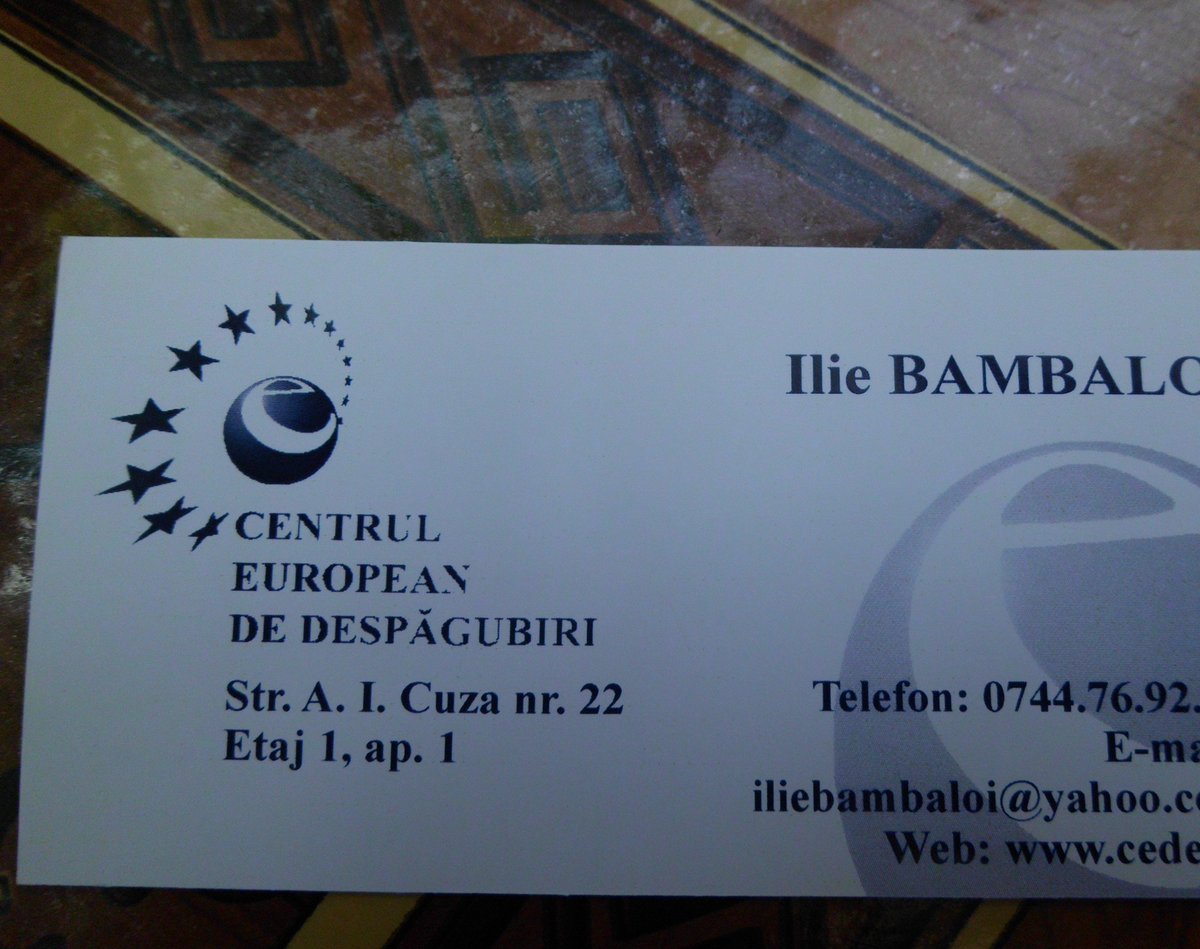 Ilie BAMBALO
CENTRUL
EUROPEAN
DE DESPĂGUBIRI
Str. A. I. Cuza nr. 22
Etaj 1, ap. 1
Telefon: 0744.76.92.
E-ma
iliebambaloi@yahoo.co
Web: www.cede